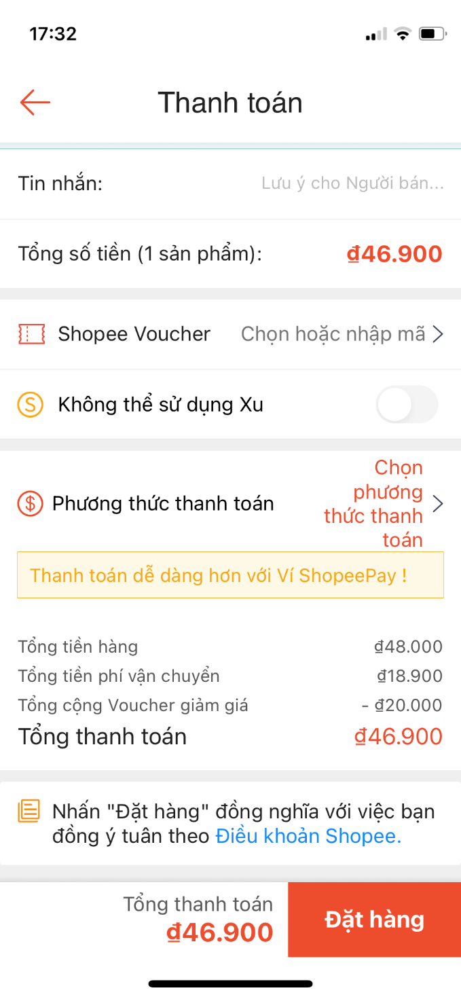 17:32
Thanh toán
Tin nhắn:
Lưu ý cho Người bán...
Tổng số tiền (1 sản phẩm):
₫46.900
Shopee Voucher
Chọn hoặc nhập mã
Không thể sử dụng Xu
Phương thức thanh toán
Chọn
phương
thức thanh
toán
Thanh toán dễ dàng hơn với Ví ShopeePay !
Tổng tiền hàng
₫48.000
Tổng tiền phí vận chuyển
₫18.900
Tổng cộng Voucher giảm giá
- ₫20.000
Tổng thanh toán
₫46.900
Nhấn "Đặt hàng" đồng nghĩa với việc bạn
đồng ý tuân theo Điều khoản Shopee.
Tổng thanh toán
₫46.900
Đặt hàng